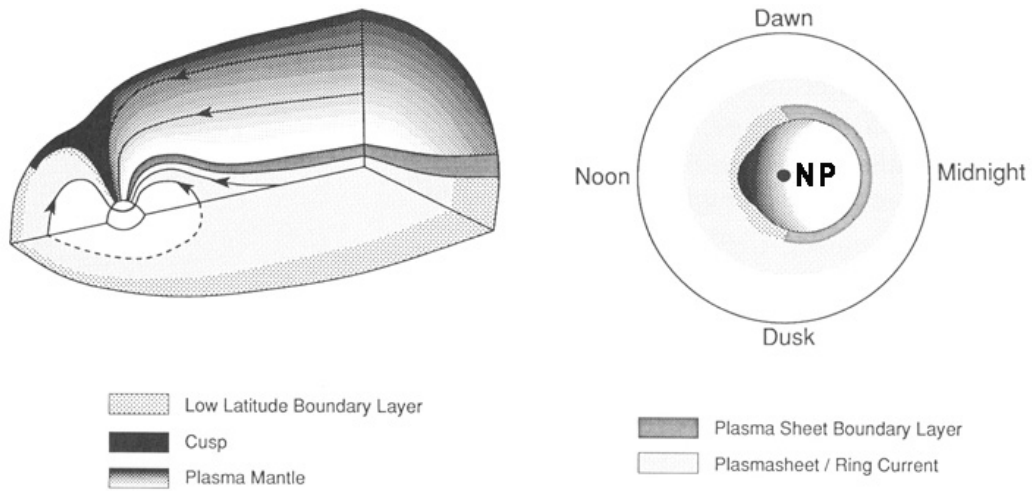 Dawn
Noon
NP
Midnight
Dusk
Low Latitude Boundary Layer
Cusp
Plasma Mantle
Plasma Sheet Boundary Layer
Plasmasheet / Ring Current